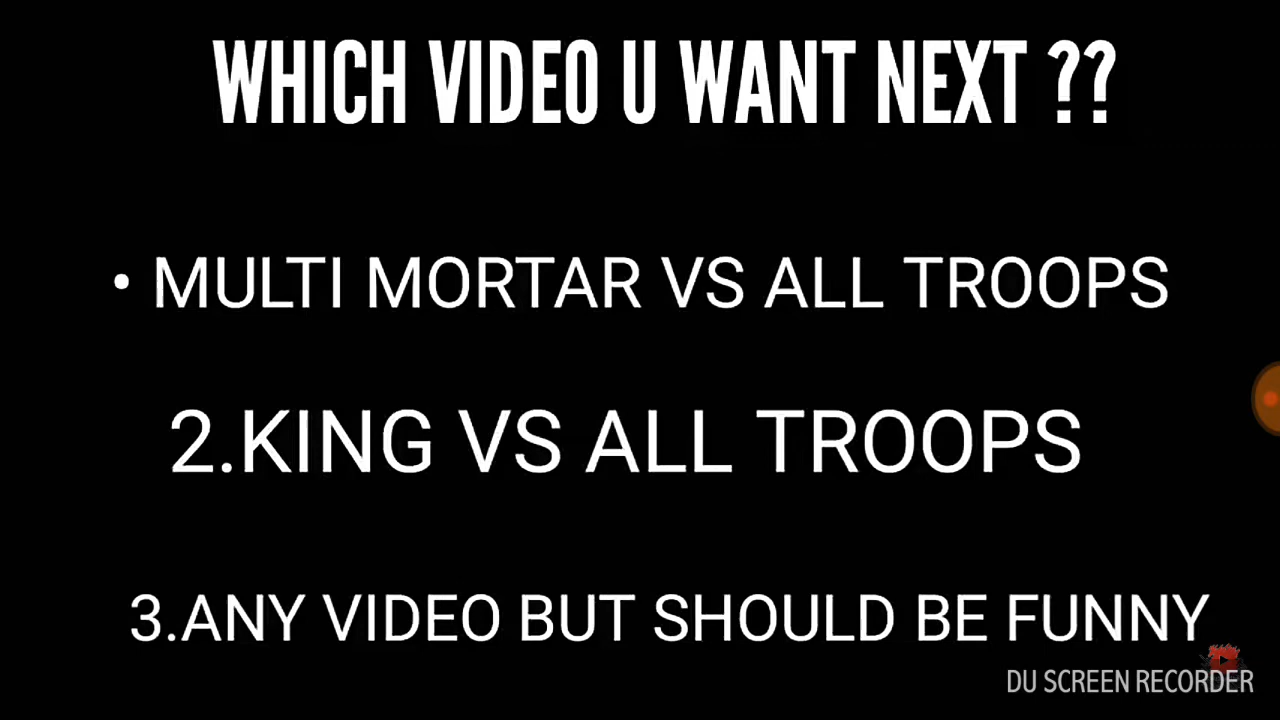 WHICH VIDEO U WANT NEXT ??
• MULTI MORTAR VS ALL TROOPS
2.KING VS ALL TROOPS
3.ANY VIDEO BUT SHOULD BE FUNNY
DU SCREEN RECORDER